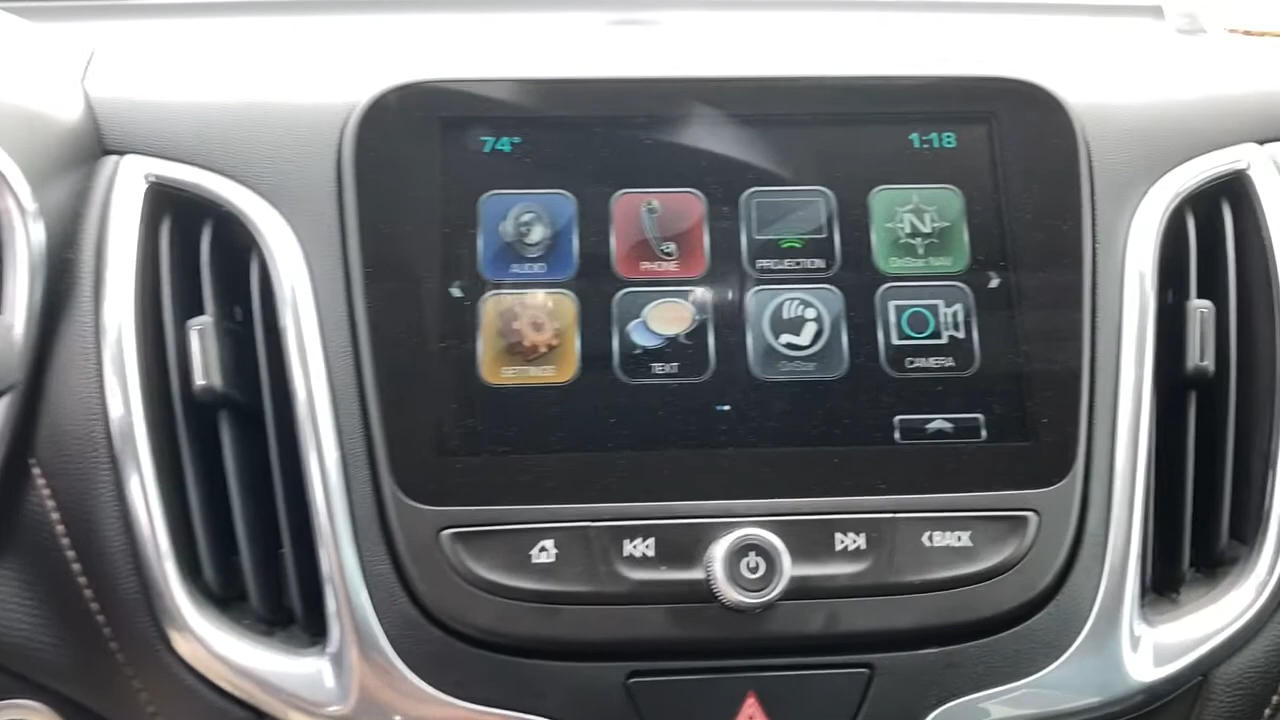 74° 1:18
AUDIO PHONE PROJECTION N OnStar NAV
SETTINGS TEXT OnStar CAMERA
BACK